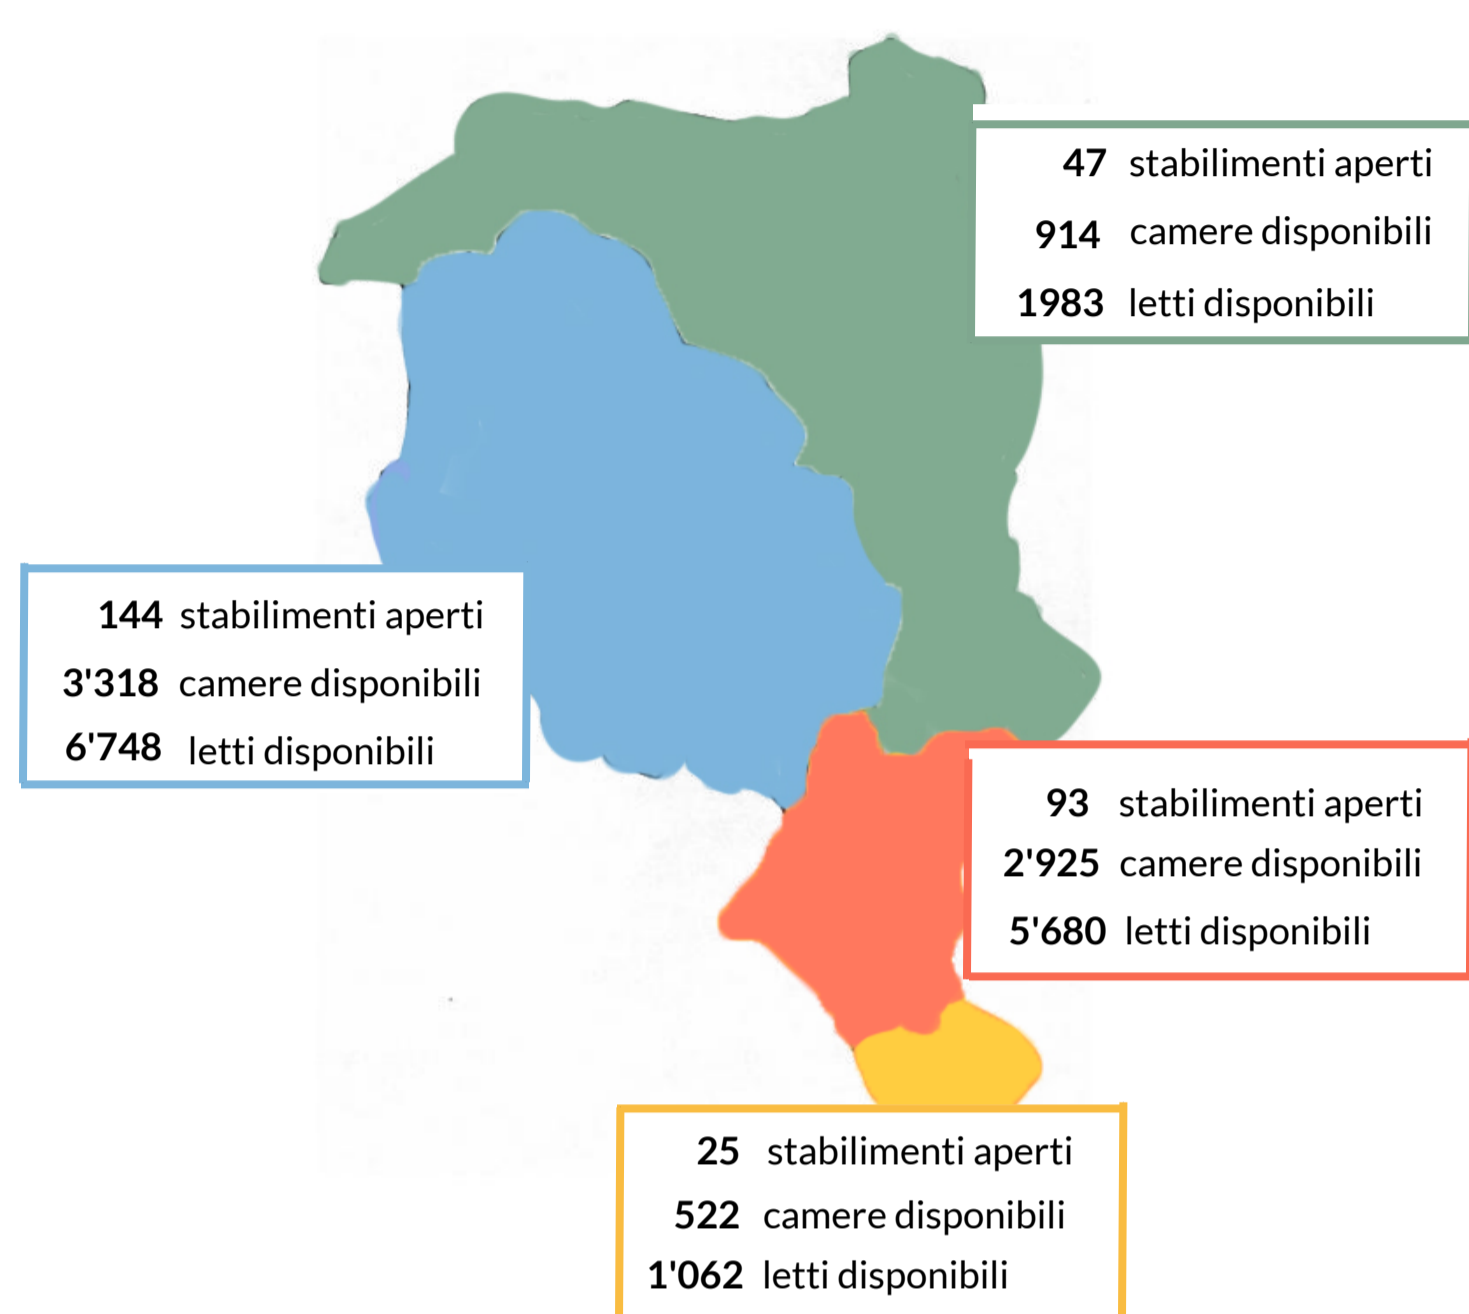 47 stabilimenti aperti
914 camere disponibili
1983 letti disponibili
144 stabilimenti aperti
3'318 camere disponibili
6'748 letti disponibili
93 stabilimenti aperti
2'925 camere disponibili
5'680 letti disponibili
25 stabilimenti aperti
522 camere disponibili
1'062 letti disponibili